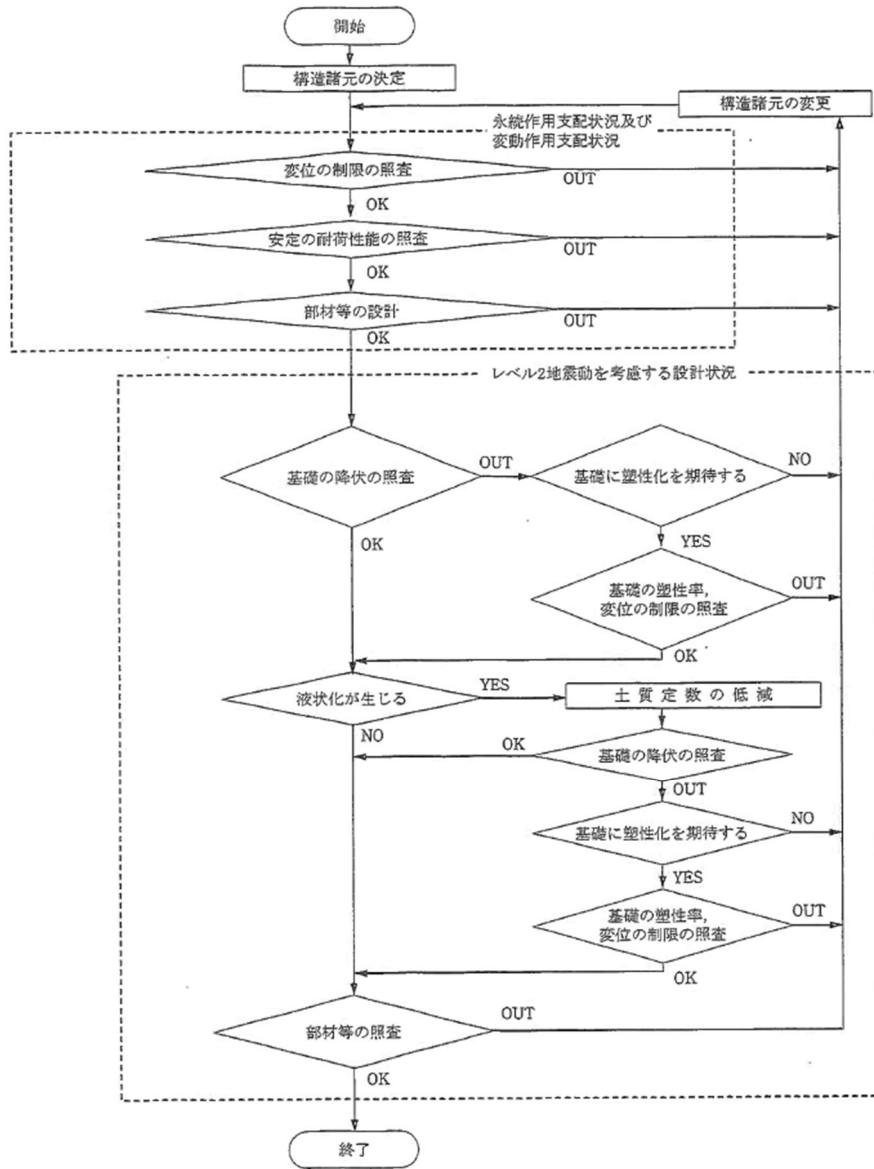 開始
構造諸元の決定
構造諸元の変更
永続作用支配状況及び
変動作用支配状況
変位の制限の照査
OUT
OK
安定の耐荷性能の照査
OUT
OK
部材等の設計
OUT
OK
レベル2地震動を考慮する設計状況
基礎の降伏の照査
OUT
基礎に塑性化を期待する
NO
OK
YES
基礎の塑性率,
変位の制限の照査
OUT
OK
液状化が生じる
YES
土質定数の低減
NO
OK
基礎の降伏の照査
OUT
基礎に塑性化を期待する
NO
YES
基礎の塑性率,
変位の制限の照査
OUT
OK
部材等の照査
OUT
OK
終了